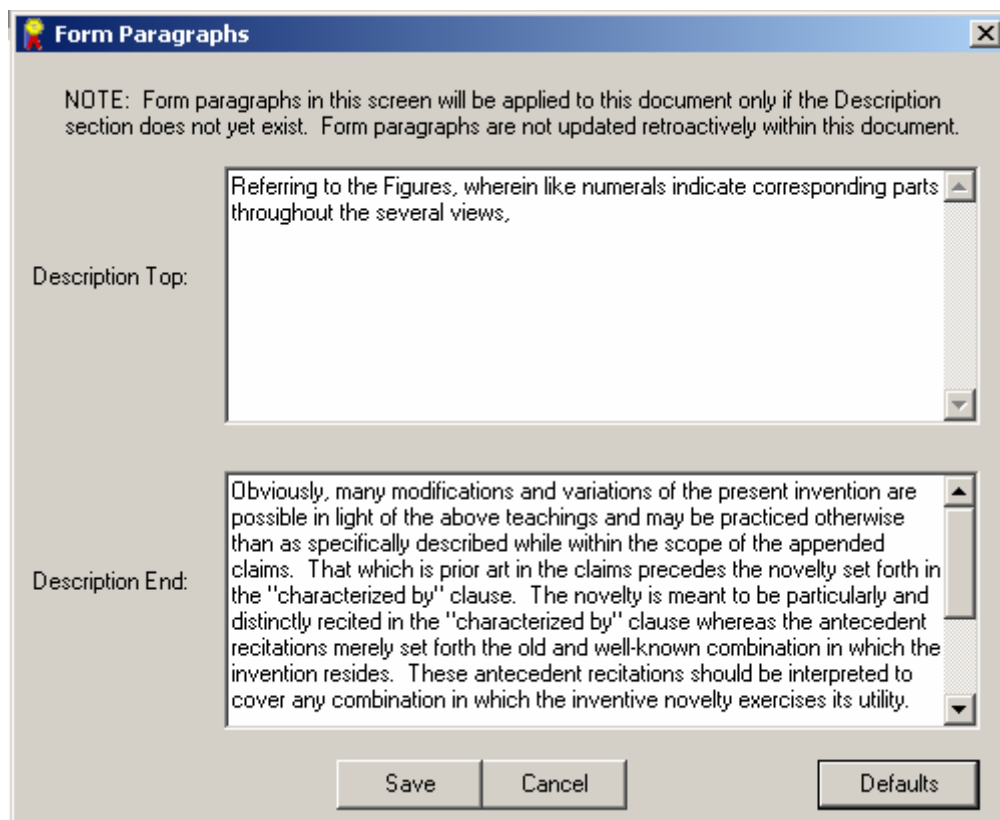 Form Paragraphs
NOTE:  Form paragraphs in this screen will be applied to this document only if the Description
section does not yet exist.  Form paragraphs are not updated retroactively within this document.
Description Top:
Referring to the Figures, wherein like numerals indicate corresponding parts
throughout the several views,
Description End:
Obviously, many modifications and variations of the present invention are
possible in light of the above teachings and may be practiced otherwise
than as specifically described while within the scope of the appended
claims.  That which is prior art in the claims precedes the novelty set forth in
the "characterized by" clause.  The novelty is meant to be particularly and
distinctly recited in the "characterized by" clause whereas the antecedent
recitations merely set forth the old and well-known combination in which the
invention resides.  These antecedent recitations should be interpreted to
cover any combination in which the inventive novelty exercises its utility.
Save
Cancel
Defaults